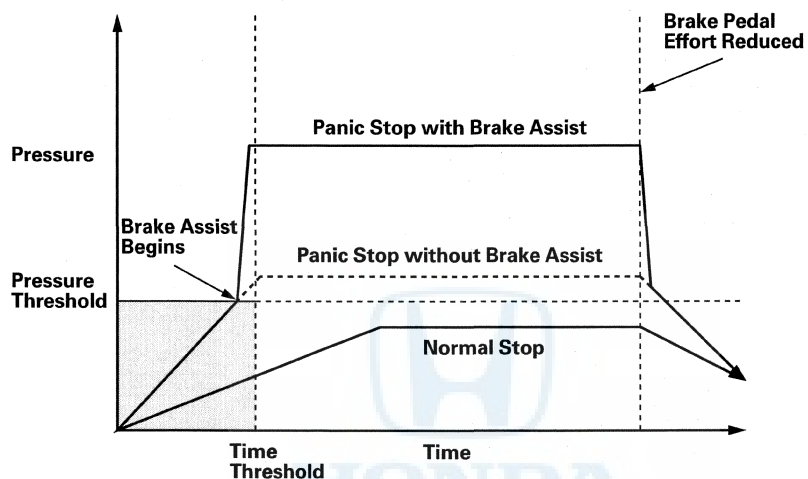 Brake Pedal
Effort Reduced
Panic Stop with Brake Assist
Pressure
Brake Assist
Begins
Panic Stop without Brake Assist
Pressure
Threshold
Normal Stop
Time
Threshold
Time
HONDA